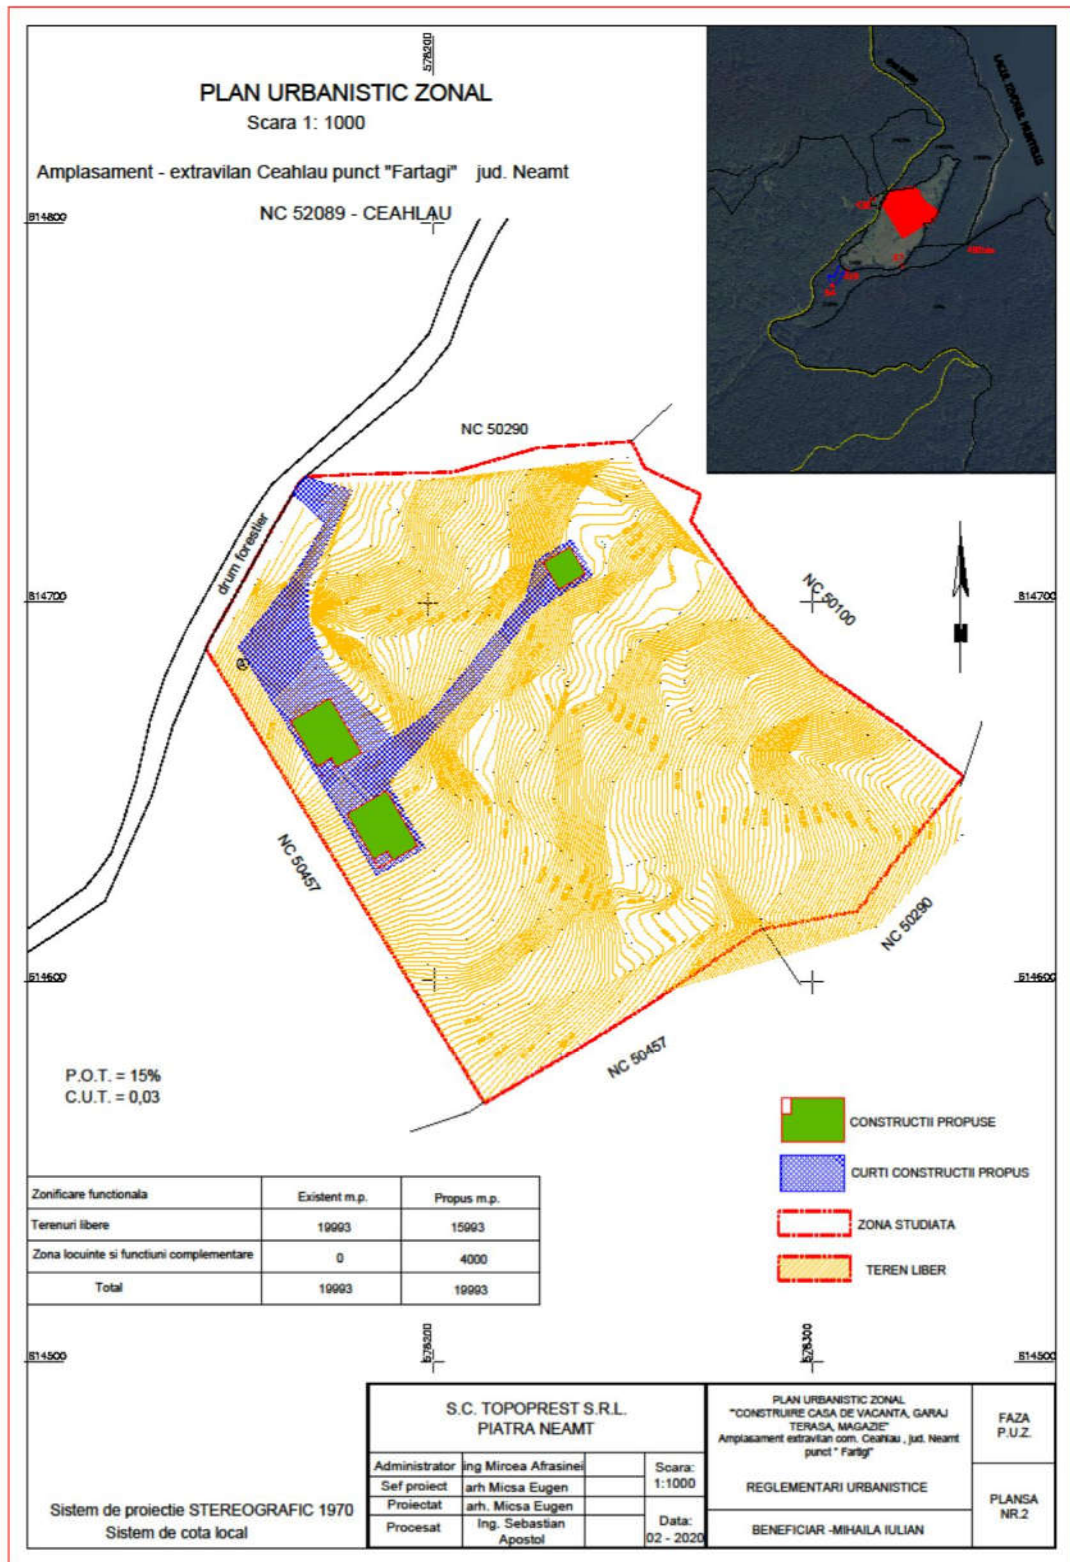 578200
PLAN URBANISTIC ZONAL
Scara 1: 1000
Amplasament - extravilan Ceahlau punct "Fartagi" jud. Neamt
NC 52089 - CEAHLAU
614800
LACUL IZVORUL MUNTELUI
NC 50290
drum forestier
614700
614700
NC 50100
NC 50457
NC 50290
614600
614600
NC 50457
P.O.T. = 15%
C.U.T. = 0,03
CONSTRUCTII PROPUSE
CURTI CONSTRUCTII PROPUS
ZONA STUDIATA
TEREN LIBER
Zonificare functionala Existent m.p. Propus m.p.
Terenuri libere 19993 15993
Zona locuinte si functiuni complementare 0 4000
Total 19993 19993
614500
578200
578300
614500
S.C. TOPOPREST S.R.L.
PIATRA NEAMT
Administrator ing Mircea Afrasinei
Sef proiect arh Micsa Eugen
Proiectat arh. Micsa Eugen
Procesat Ing. Sebastian
Apostol
Scara:
1:1000
Data:
02 - 2020
PLAN URBANISTIC ZONAL
"CONSTRUIRE CASA DE VACANTA, GARAJ
TERASA, MAGAZIE"
Amplasament extravilan com. Ceahlau , jud. Neamt
punct " Fartigi"
REGLEMENTARI URBANISTICE
BENEFICIAR -MIHAILA IULIAN
FAZA
P.U.Z.
PLANSA
NR.2
Sistem de proiectie STEREOGRAFIC 1970
Sistem de cota local